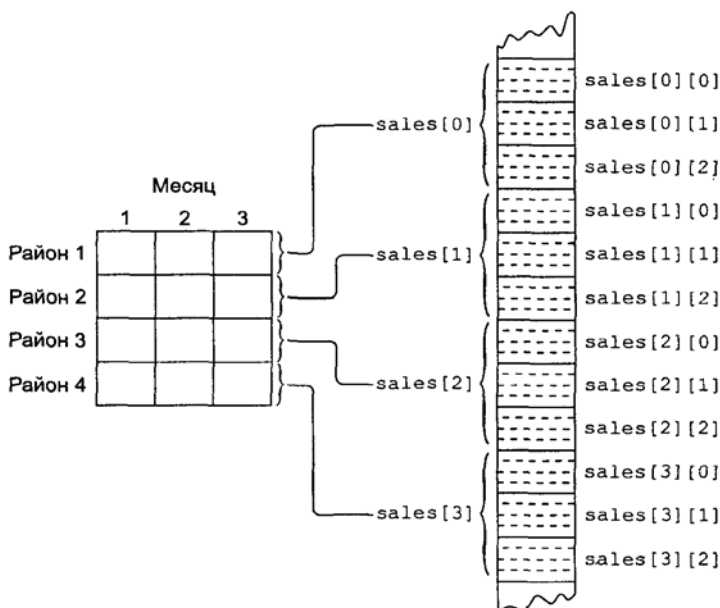 Месяц
1 2 3
Район 1
Район 2
Район 3
Район 4
sales[0]
sales[1]
sales[2]
sales[3]
sales[0][0]
sales[0][1]
sales[0][2]
sales[1][0]
sales[1][1]
sales[1][2]
sales[2][0]
sales[2][1]
sales[2][2]
sales[3][0]
sales[3][1]
sales[3][2]